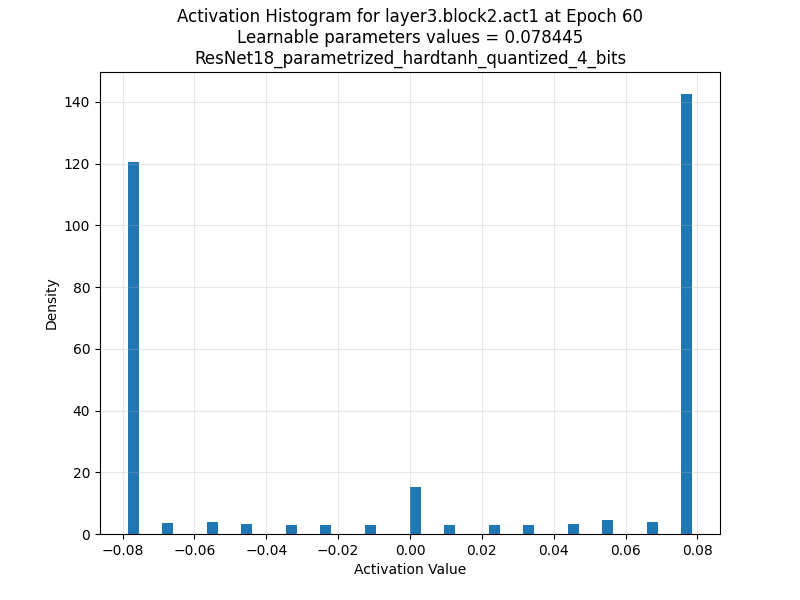 Activation Histogram for layer3.block2.act1 at Epoch 60
Learnable parameters values = 0.078445
ResNet18_parametrized_hardtanh_quantized_4_bits
140
120
100
80
60
40
20
0
Density
−0.08 −0.06 −0.04 −0.02 0.00 0.02 0.04 0.06 0.08
Activation Value